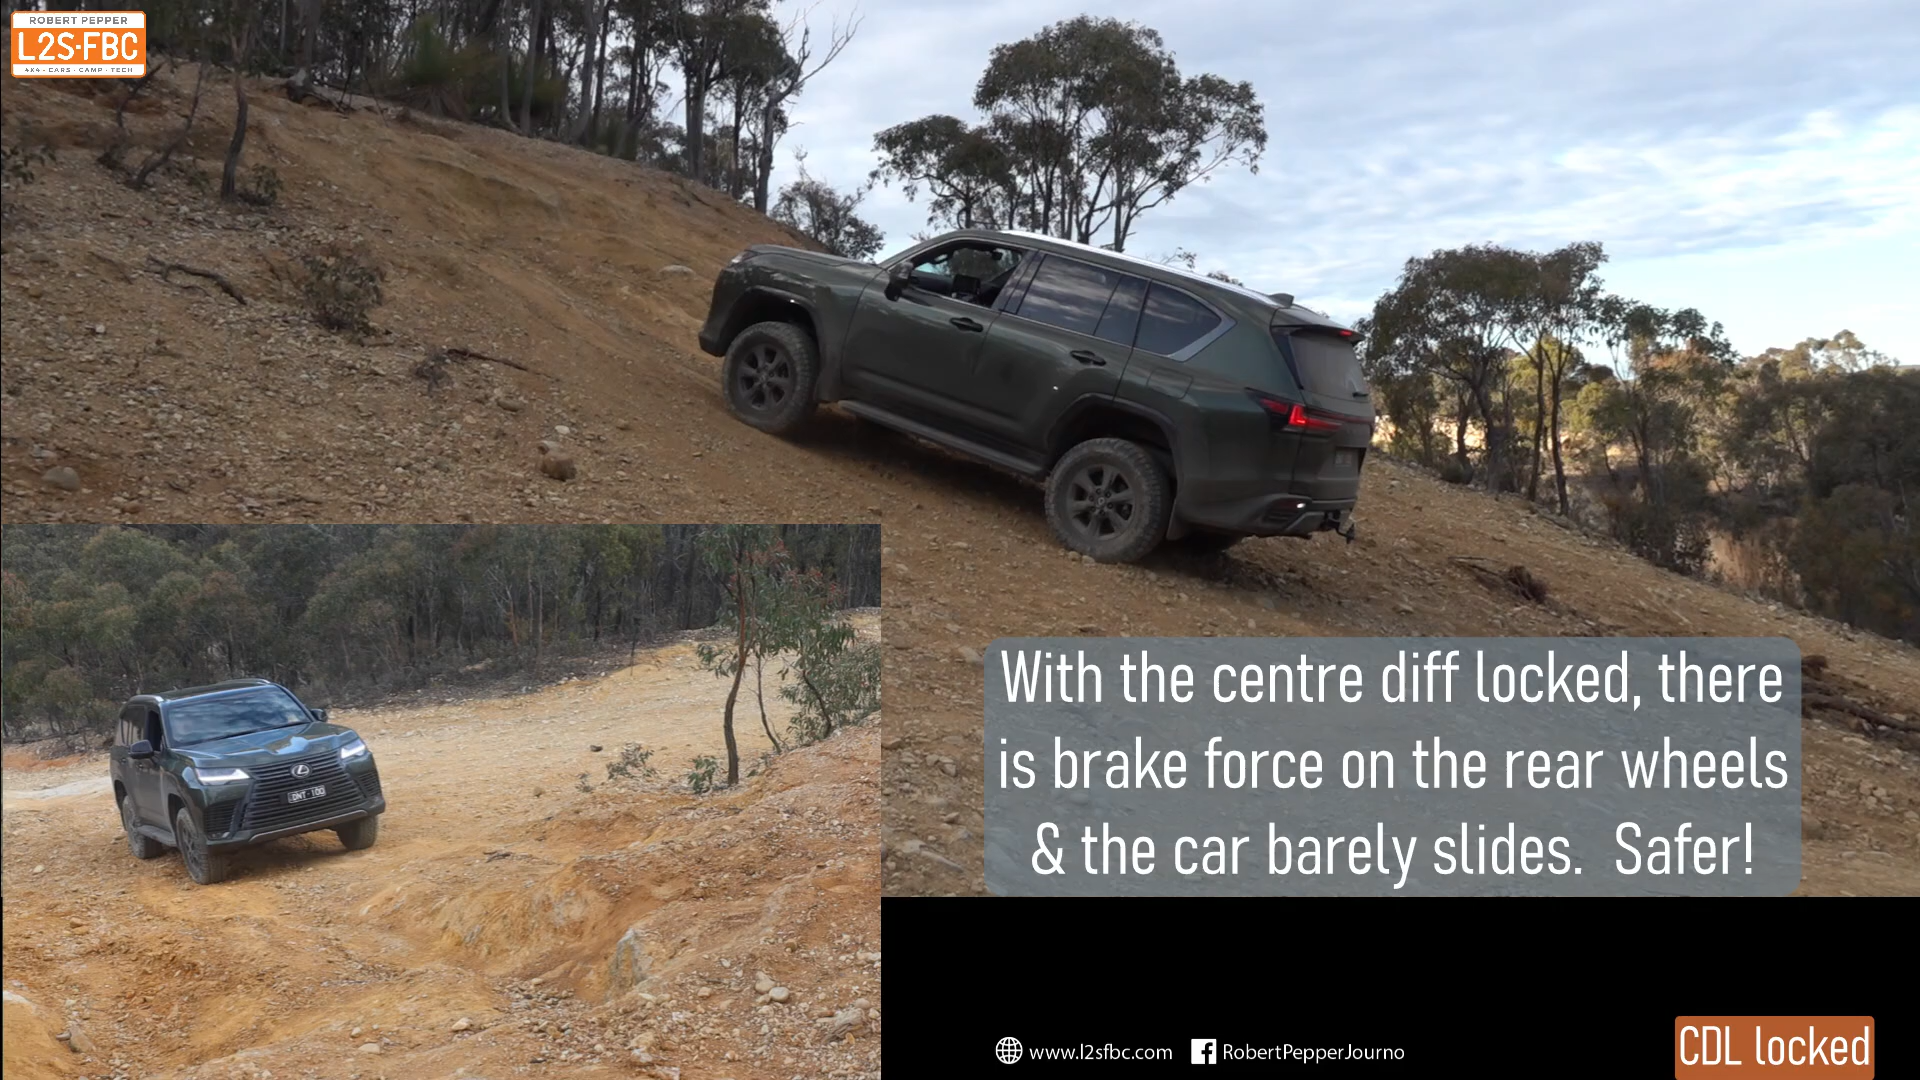 ROBERT PEPPER
L2S-FBC
4X4 - CARS - CAMP - TECH
With the centre diff locked, there
is brake force on the rear wheels
& the car barely slides.  Safer!
www.l2sfbc.com
RobertPepperJourno
CDL locked